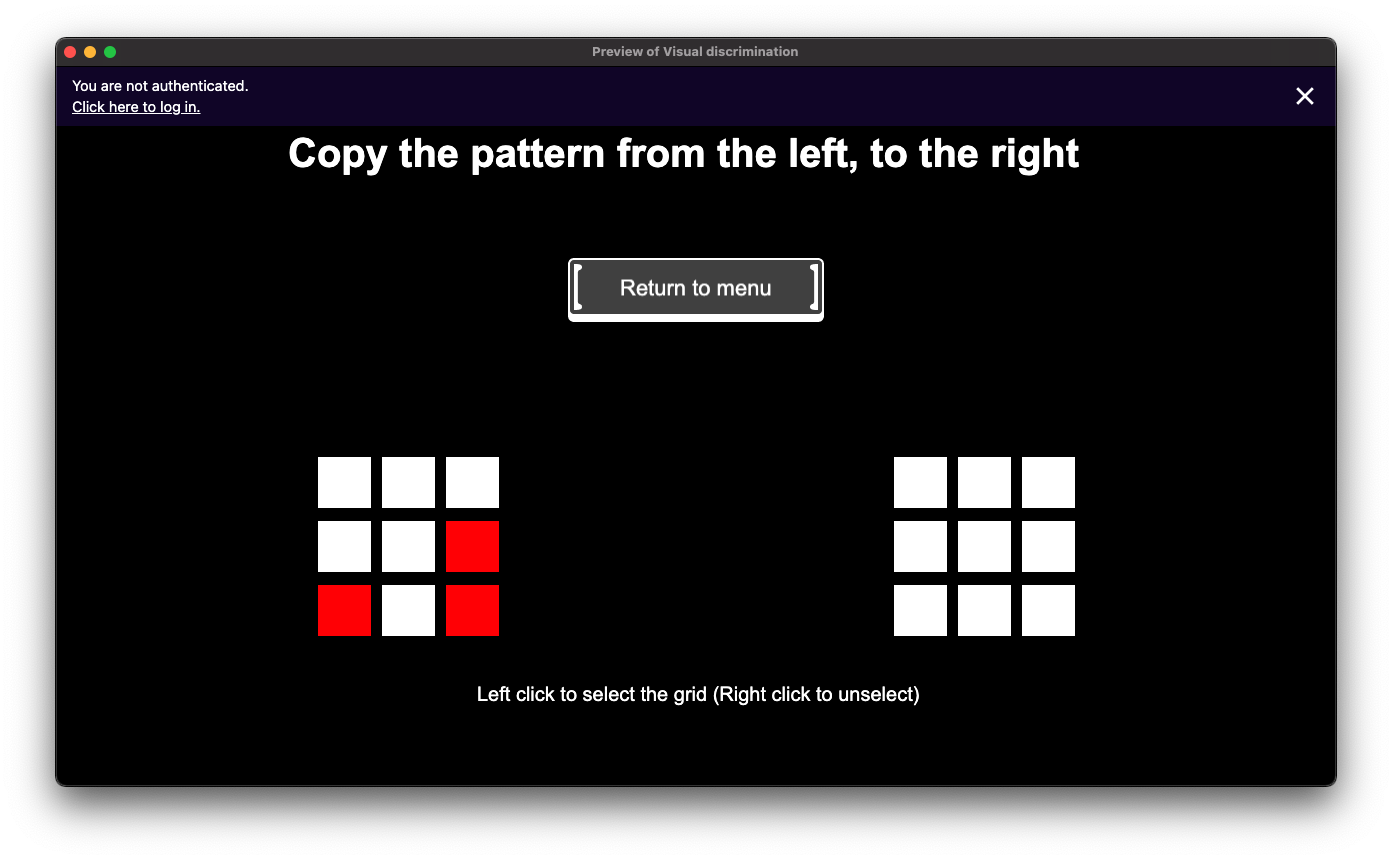 Preview of Visual discrimination
You are not authenticated.
Click here to log in.
Copy the pattern from the left, to the right
Return to menu
Left click to select the grid (Right click to unselect)